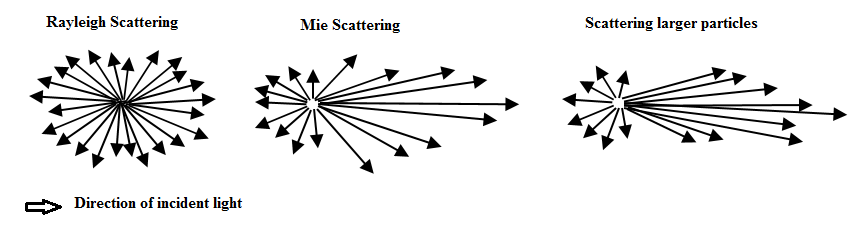 Rayleigh Scattering
Mie Scattering
Scattering larger particles
Direction of incident light